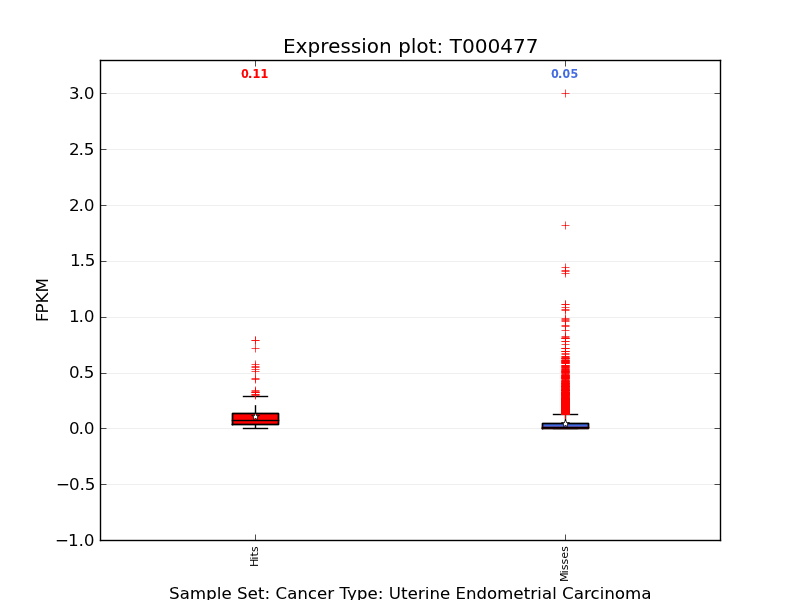 Expression plot: T000477
0.11
0.05
3.0
2.5
2.0
1.5
1.0
0.5
0.0
−0.5
−1.0
FPKM
Hits
Misses
Sample Set: Cancer Type: Uterine Endometrial Carcinoma